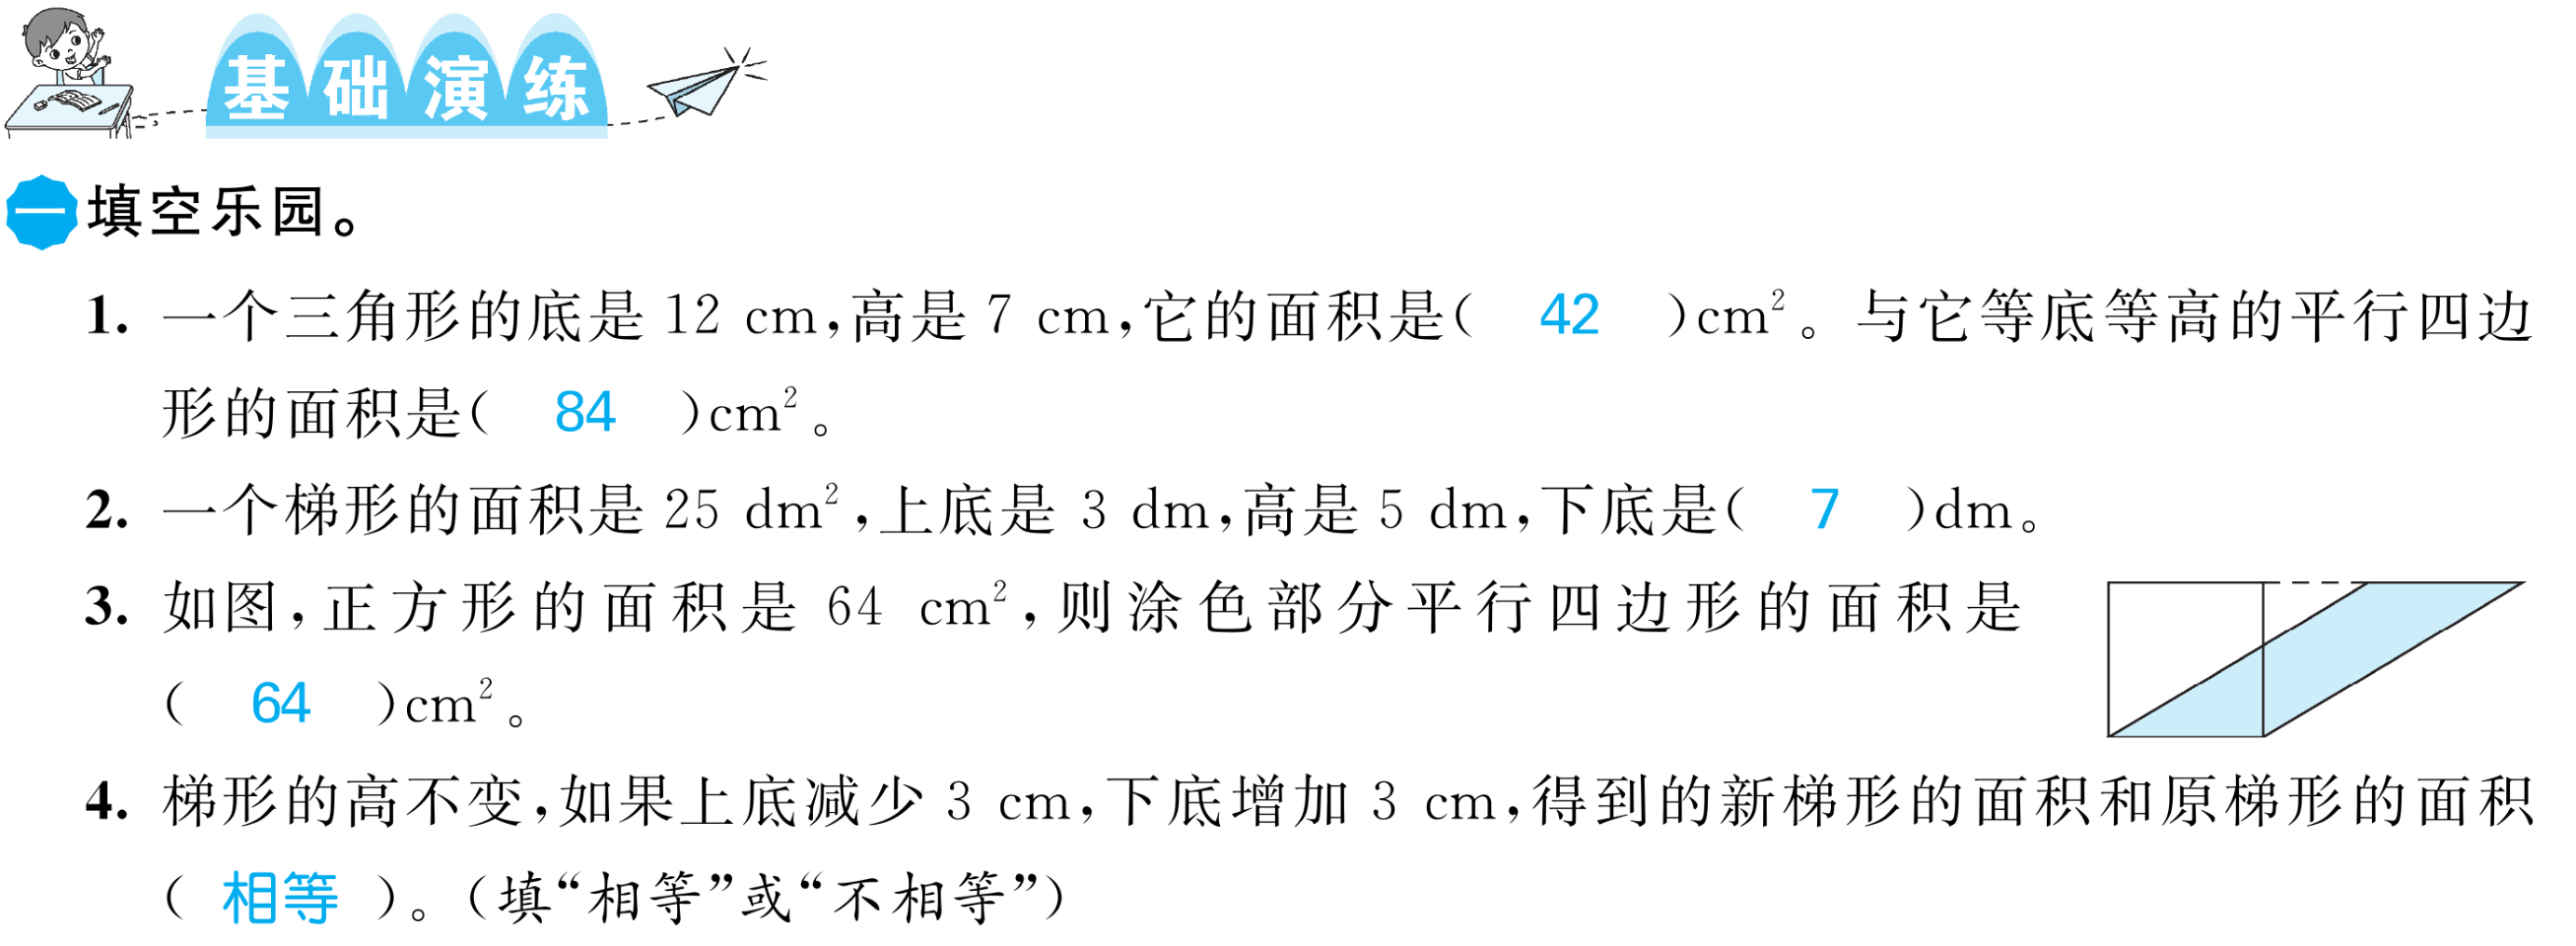 基础演练
一 填空乐园。
1. 一个三角形的底是 12 cm,高是 7 cm,它的面积是( 42 )cm²。与它等底等高的平行四边
形的面积是( 84 )cm²。
2. 一个梯形的面积是 25 dm²,上底是 3 dm,高是 5 dm,下底是( 7 )dm。
3. 如图,正方形的面积是 64 cm²,则涂色部分平行四边形的面积是
( 64 )cm²。
4. 梯形的高不变,如果上底减少 3 cm,下底增加 3 cm,得到的新梯形的面积和原梯形的面积
( 相等 )。(填“相等”或“不相等”)